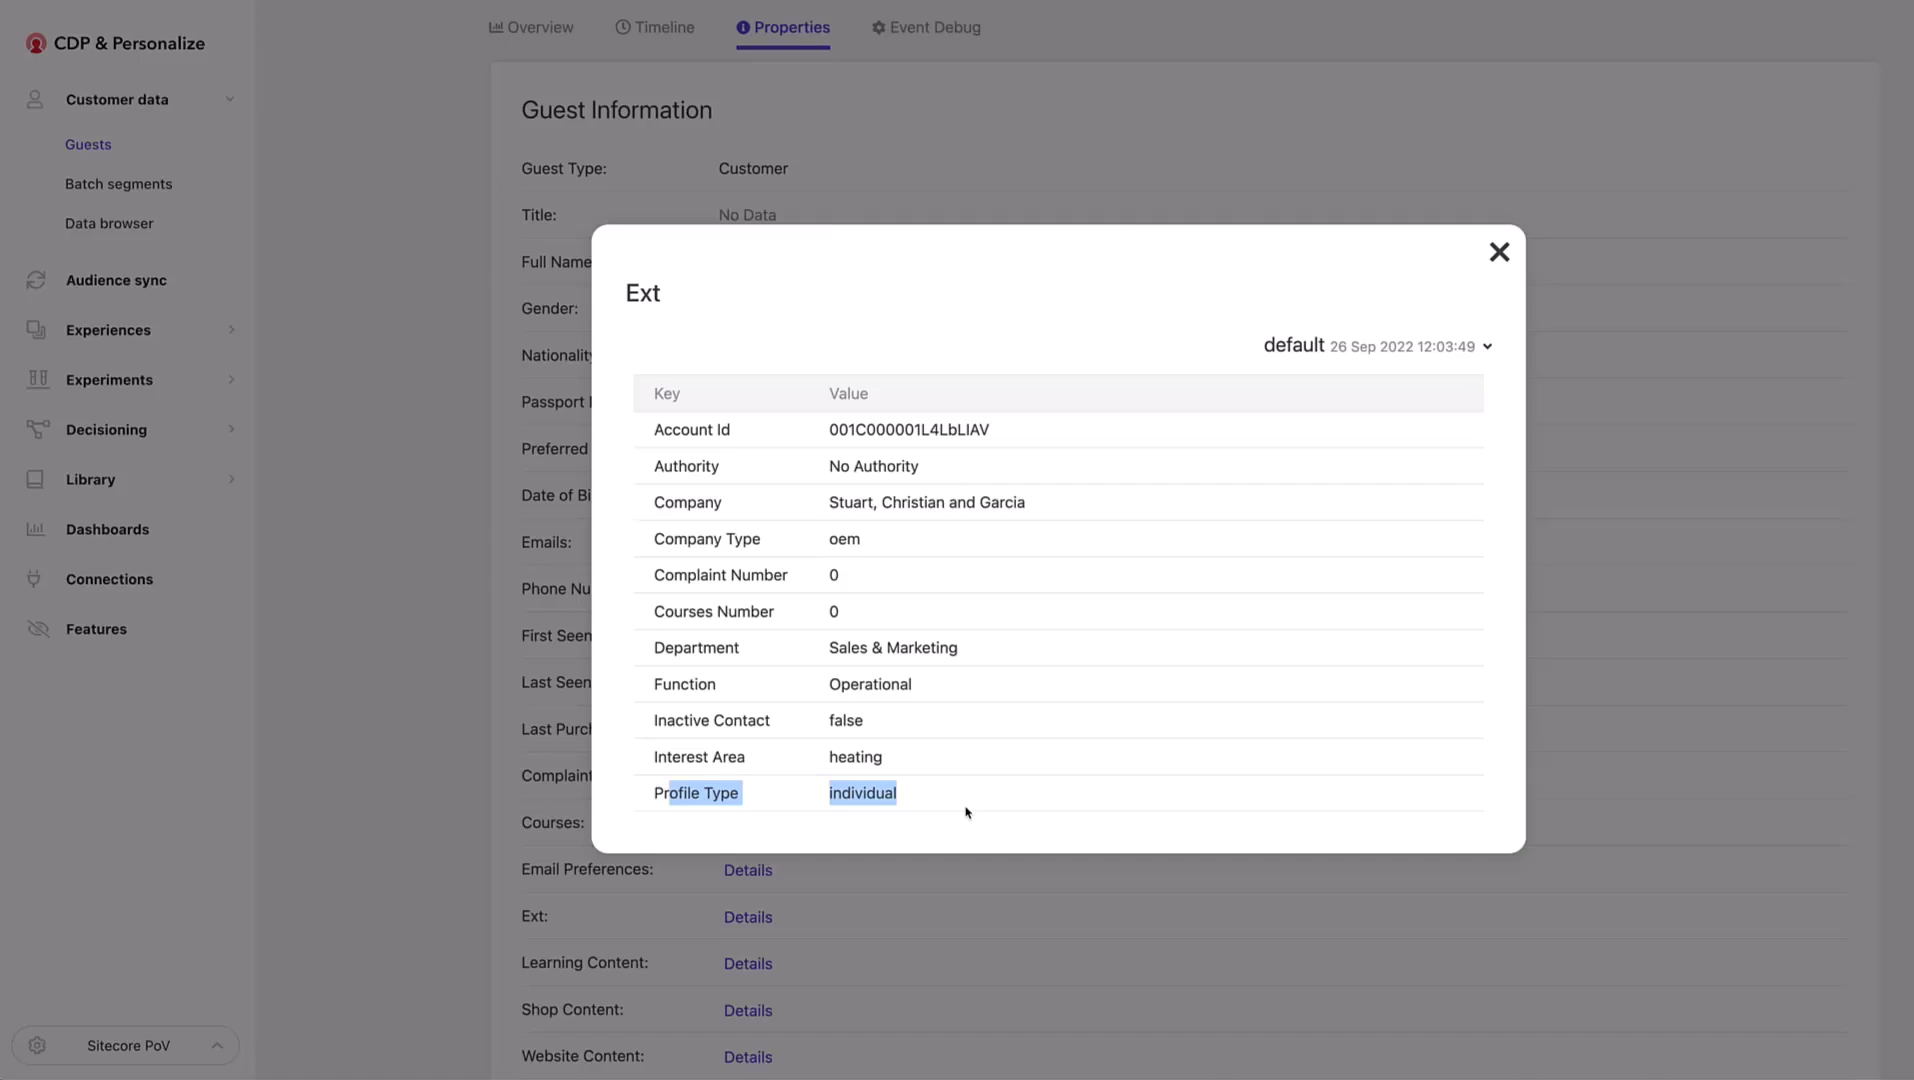 CDP & Personalize
Customer data
Guests
Batch segments
Data browser
Audience sync
Experiences
Experiments
Decisioning
Library
Dashboards
Connections
Features
Sitecore PoV
Overview Timeline Properties Event Debug
Guest Information
Guest Type: Customer
Title: No Data
Full Name
Gender:
Nationality
Passport
Preferred
Date of Bi
Emails:
Phone Nu
First Seen
Last Seen
Last Purch
Complaint
Courses:
Email Preferences: Details
Ext: Details
Learning Content: Details
Shop Content: Details
Website Content: Details
Ext
default 26 Sep 2022 12:03:49
Key Value
Account Id 001C000001L4LbLIAV
Authority No Authority
Company Stuart, Christian and Garcia
Company Type oem
Complaint Number 0
Courses Number 0
Department Sales & Marketing
Function Operational
Inactive Contact false
Interest Area heating
Profile Type individual